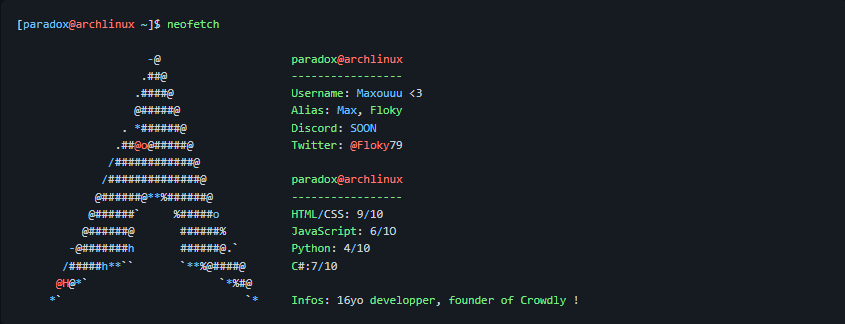 [paradox@archlinux ~]$ neofetch
-@ paradox@archlinux
.##@ -----------------
.####@ Username: Maxouuu <3
@#####@ Alias: Max, Floky
. *######@ Discord: SOON
.##@o@#####@ Twitter: @Floky79
/############@
/##############@ paradox@archlinux
@######@**%######@ -----------------
@######` %#####o HTML/CSS: 9/10
@######@ ######% JavaScript: 6/1O
-@#######h ######@.` Python: 4/10
/#####h**`` `**%@####@ C#:7/10
@H@*` `*%#@
*` `* Infos: 16yo developper, founder of Crowdly !